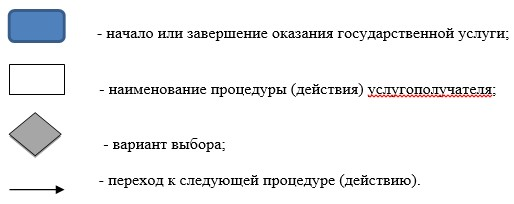 - начало или завершение оказания государственной услуги;
- наименование процедуры (действия) услугополучателя;
- вариант выбора;
- переход к следующей процедуре (действию).